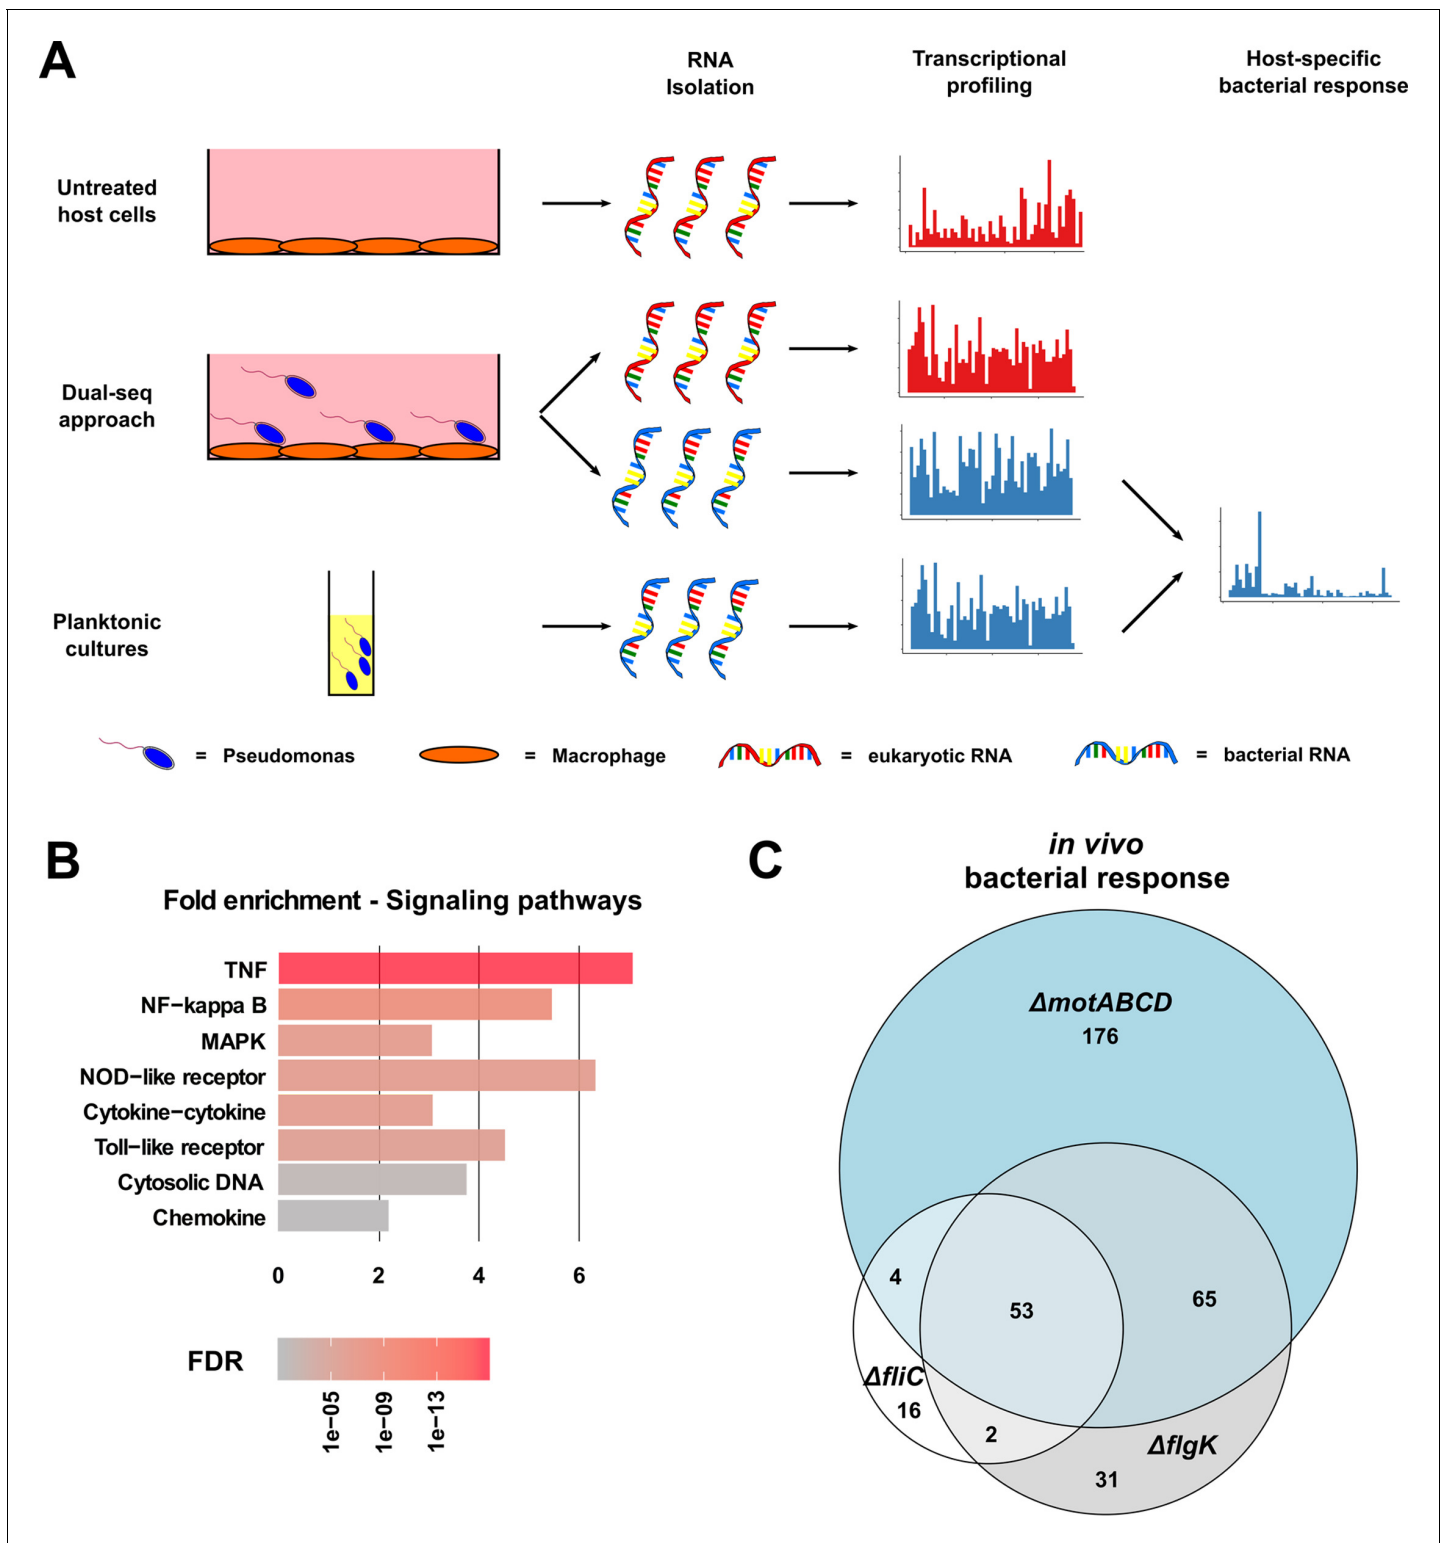 A
RNA
Isolation
Transcriptional
profiling
Host-specific
bacterial response
Untreated
host cells
Dual-seq
approach
Planktonic
cultures
= Pseudomonas
= Macrophage
= eukaryotic RNA
= bacterial RNA
B
Fold enrichment - Signaling pathways
TNF
NF−kappa B
MAPK
NOD−like receptor
Cytokine−cytokine
Toll−like receptor
Cytosolic DNA
Chemokine
0 2 4 6
FDR
1e−05
1e−09
1e−13
C
in vivo
bacterial response
ΔmotABCD
176
4
53
65
ΔfliC
16
2
ΔflgK
31